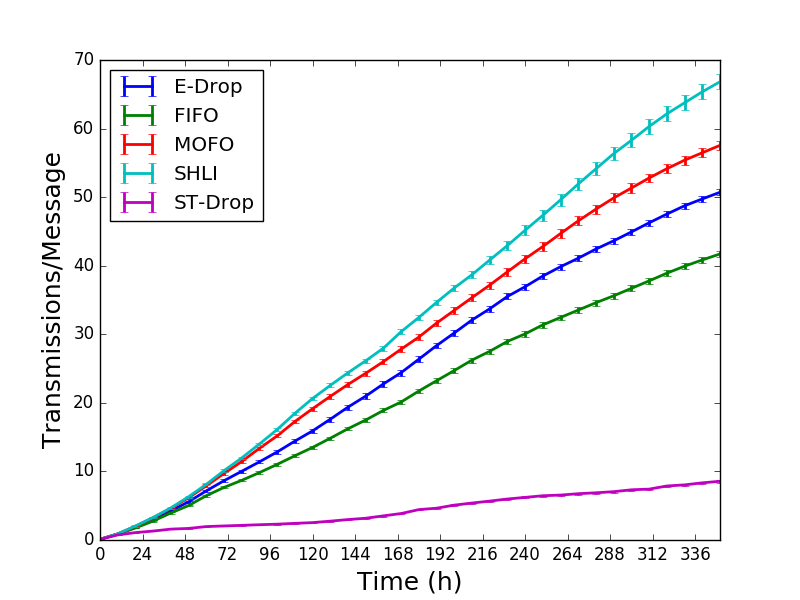 70
60
50
40
30
20
10
0
Transmissions/Message
E-Drop
FIFO
MOFO
SHLI
ST-Drop
0 24 48 72 96 120 144 168 192 216 240 264 288 312 336
Time (h)